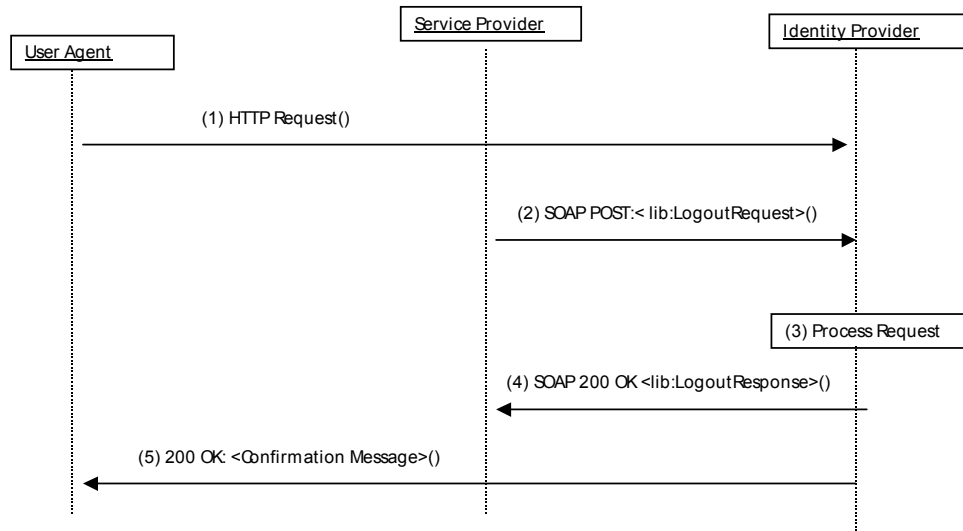 Service Provider
Identity Provider
User Agent
(1) HTTP Request()
(2) SOAP POST:< lib:LogoutRequest>()
(3) Process Request
(4) SOAP 200 OK <lib:LogoutResponse>()
(5) 200 OK: <Confirmation Message>()